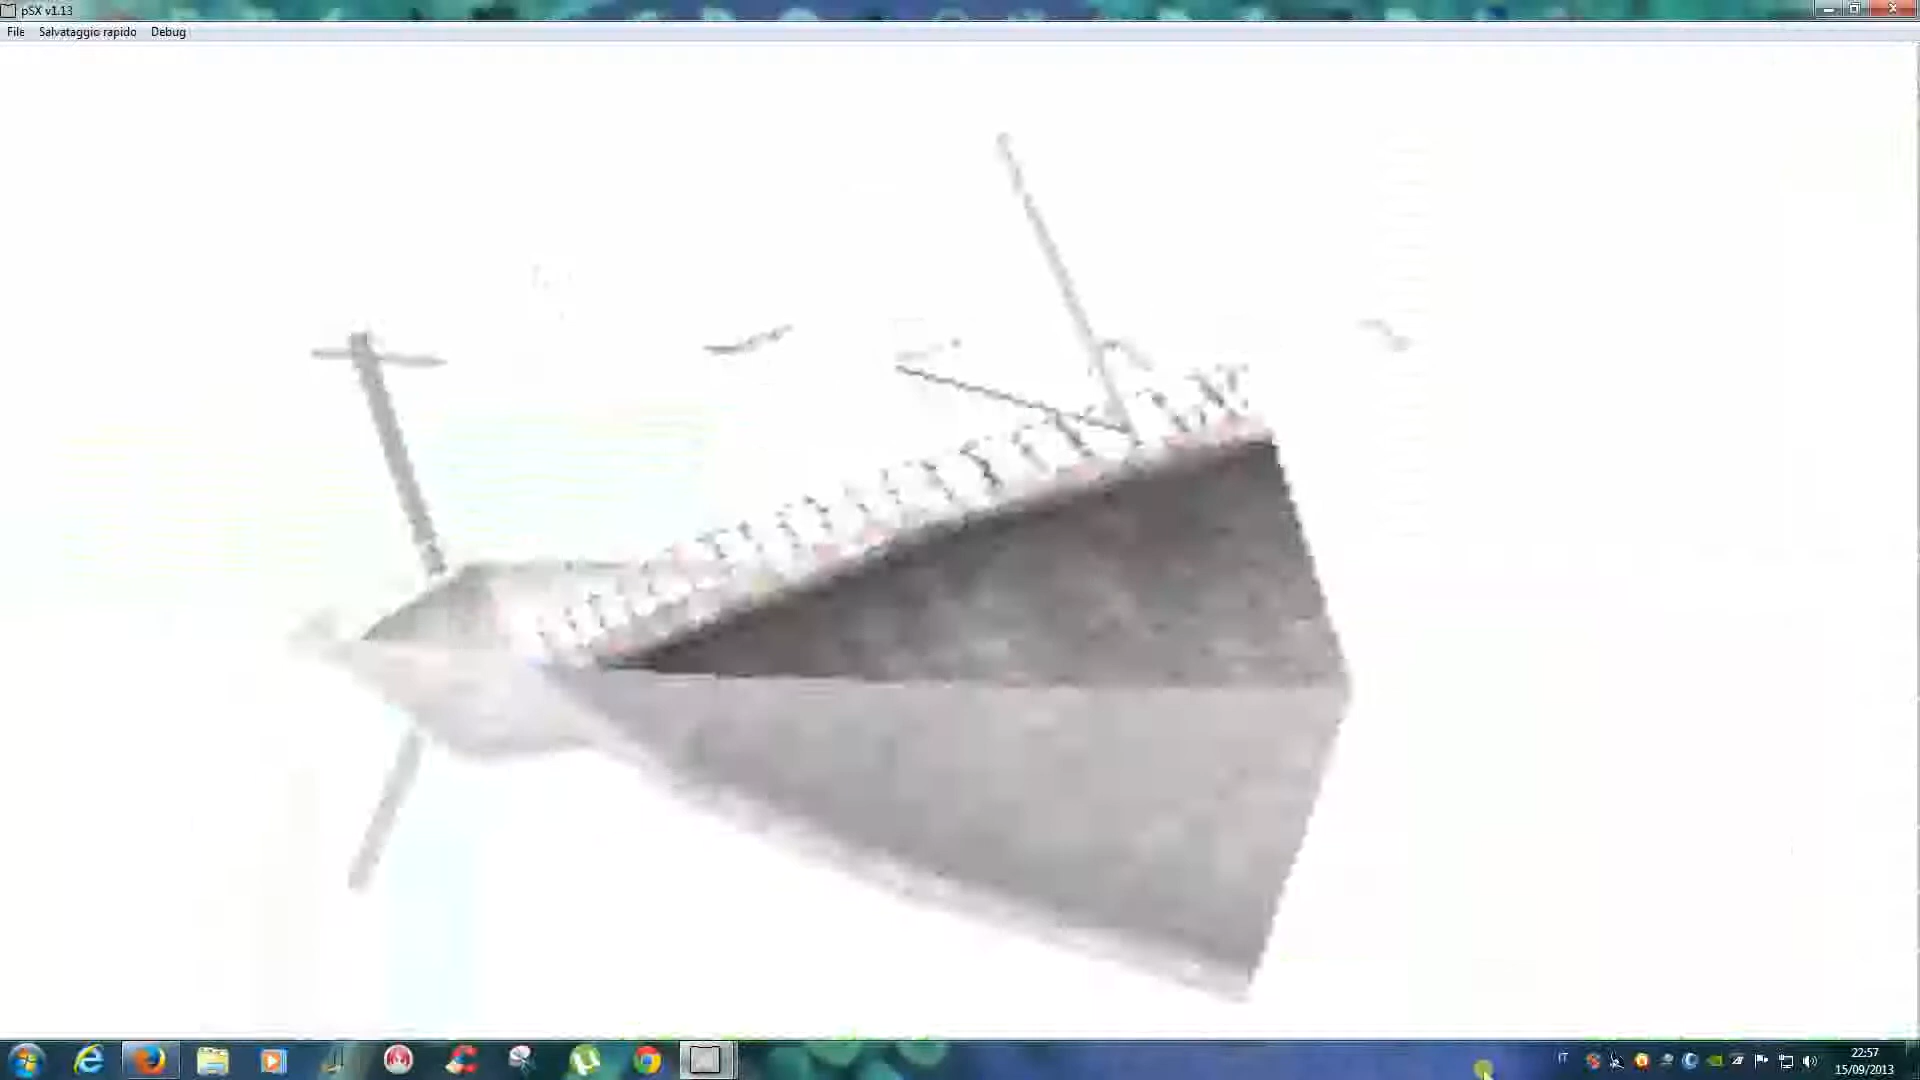 pSX v1.13
File Salvataggio rapido Debug
IT
22:57
15/09/2013